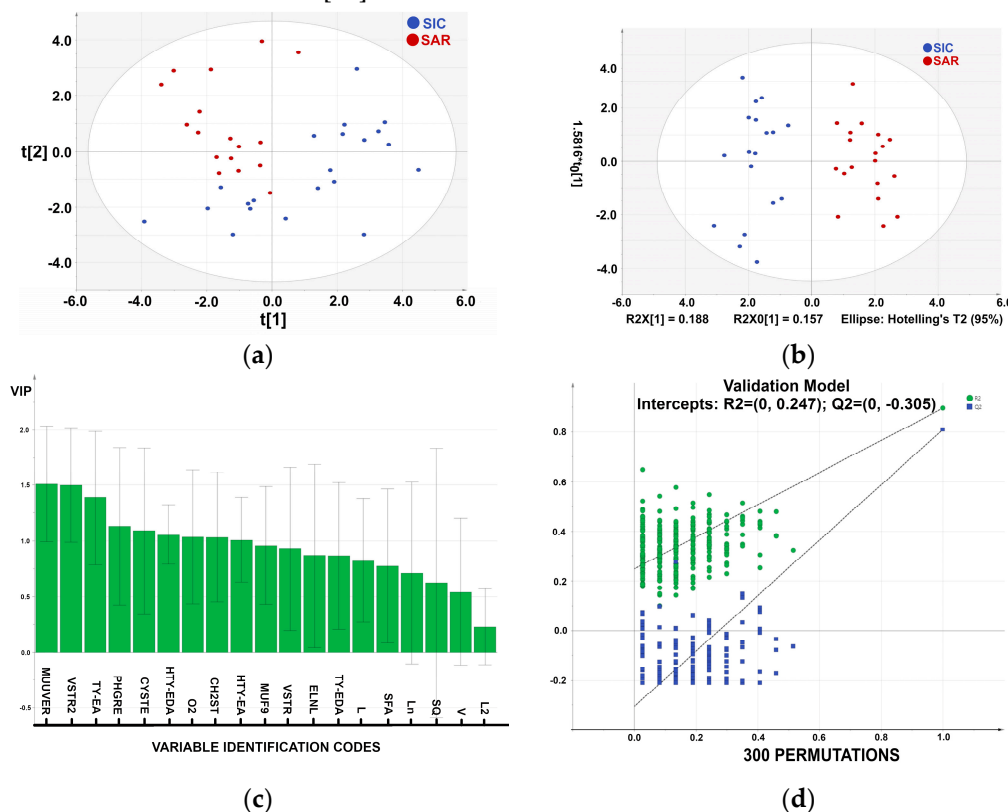 SIC
SAR
4.0
2.0
t[2]
0.0
-2.0
-4.0
-6.0
-4.0
-2.0
0.0
2.0
4.0
6.0
t[1]
(a)
SIC
SAR
4.0
2.0
1.5816*t₀[1]
0.0
-2.0
-4.0
-6.0
-4.0
-2.0
0.0
2.0
4.0
6.0
R2X[1] = 0.188 R2X0[1] = 0.157 Ellipse: Hotelling's T2 (95%)
(b)
VIP
2.0
1.5
1.0
0.5
0.0
-0.5
MUUVER
VSTR2
TY-EA
PHGRE
CYSTE
HTY-EDA
O2
CH2ST
HTY-EA
MUF9
VSTR
ELNL
TY-EDA
L
SFA
Ln
SQ
V
L2
VARIABLE IDENTIFICATION CODES
(c)
Validation Model
Intercepts: R2=(0, 0.247); Q2=(0, -0.305)
R2
Q2
0.8
0.6
0.4
0.2
0.0
-0.2
0.0
0.2
0.4
0.6
0.8
1.0
300 PERMUTATIONS
(d)